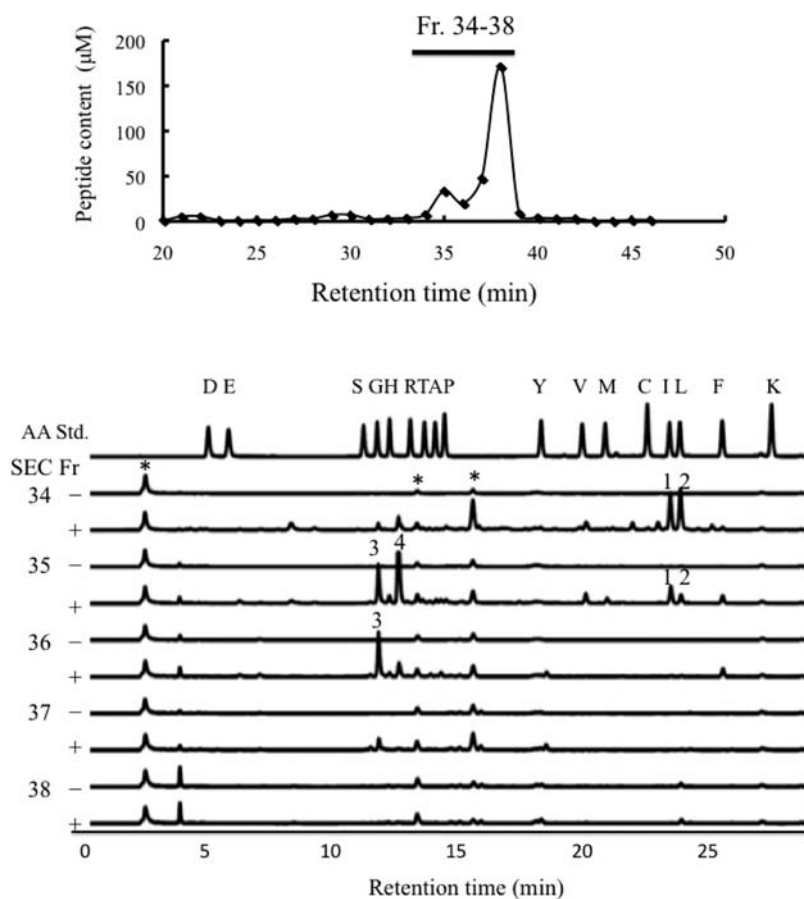 Fr. 34-38
Peptide content (μM)
200
150
100
50
0
20 25 30 35 40 45 50
Retention time (min)
D E S GH RTAP Y V M C I L F K
AA Std.
SEC Fr
* * *
34 − 1 2
+
35 − 3 4
+ 1 2
36 − 3
+
37 −
+
38 −
+
0 5 10 15 20 25
Retention time (min)